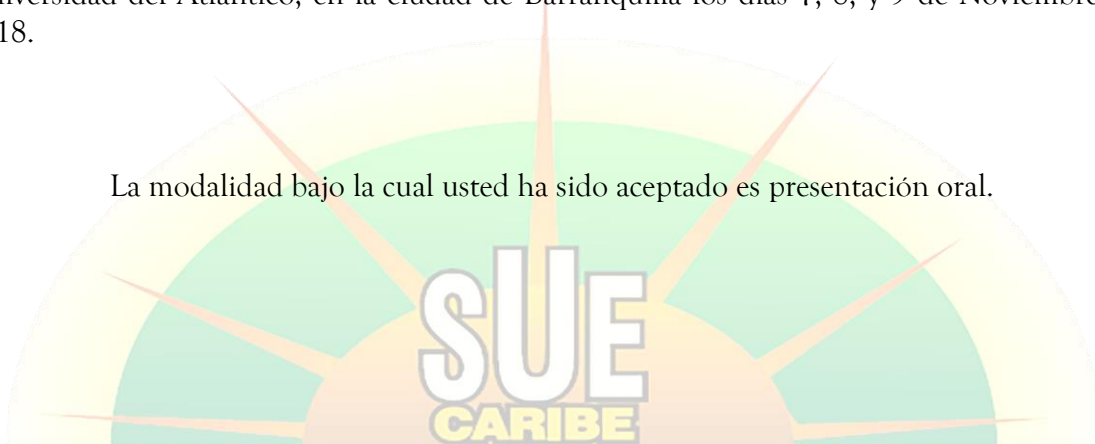 niversidad del Atlántico, en la ciudad de Barranquilla los días 7, 8, y 9 de Noviembre
18.
La modalidad bajo la cual usted ha sido aceptado es presentación oral.
SUE
CARIBE